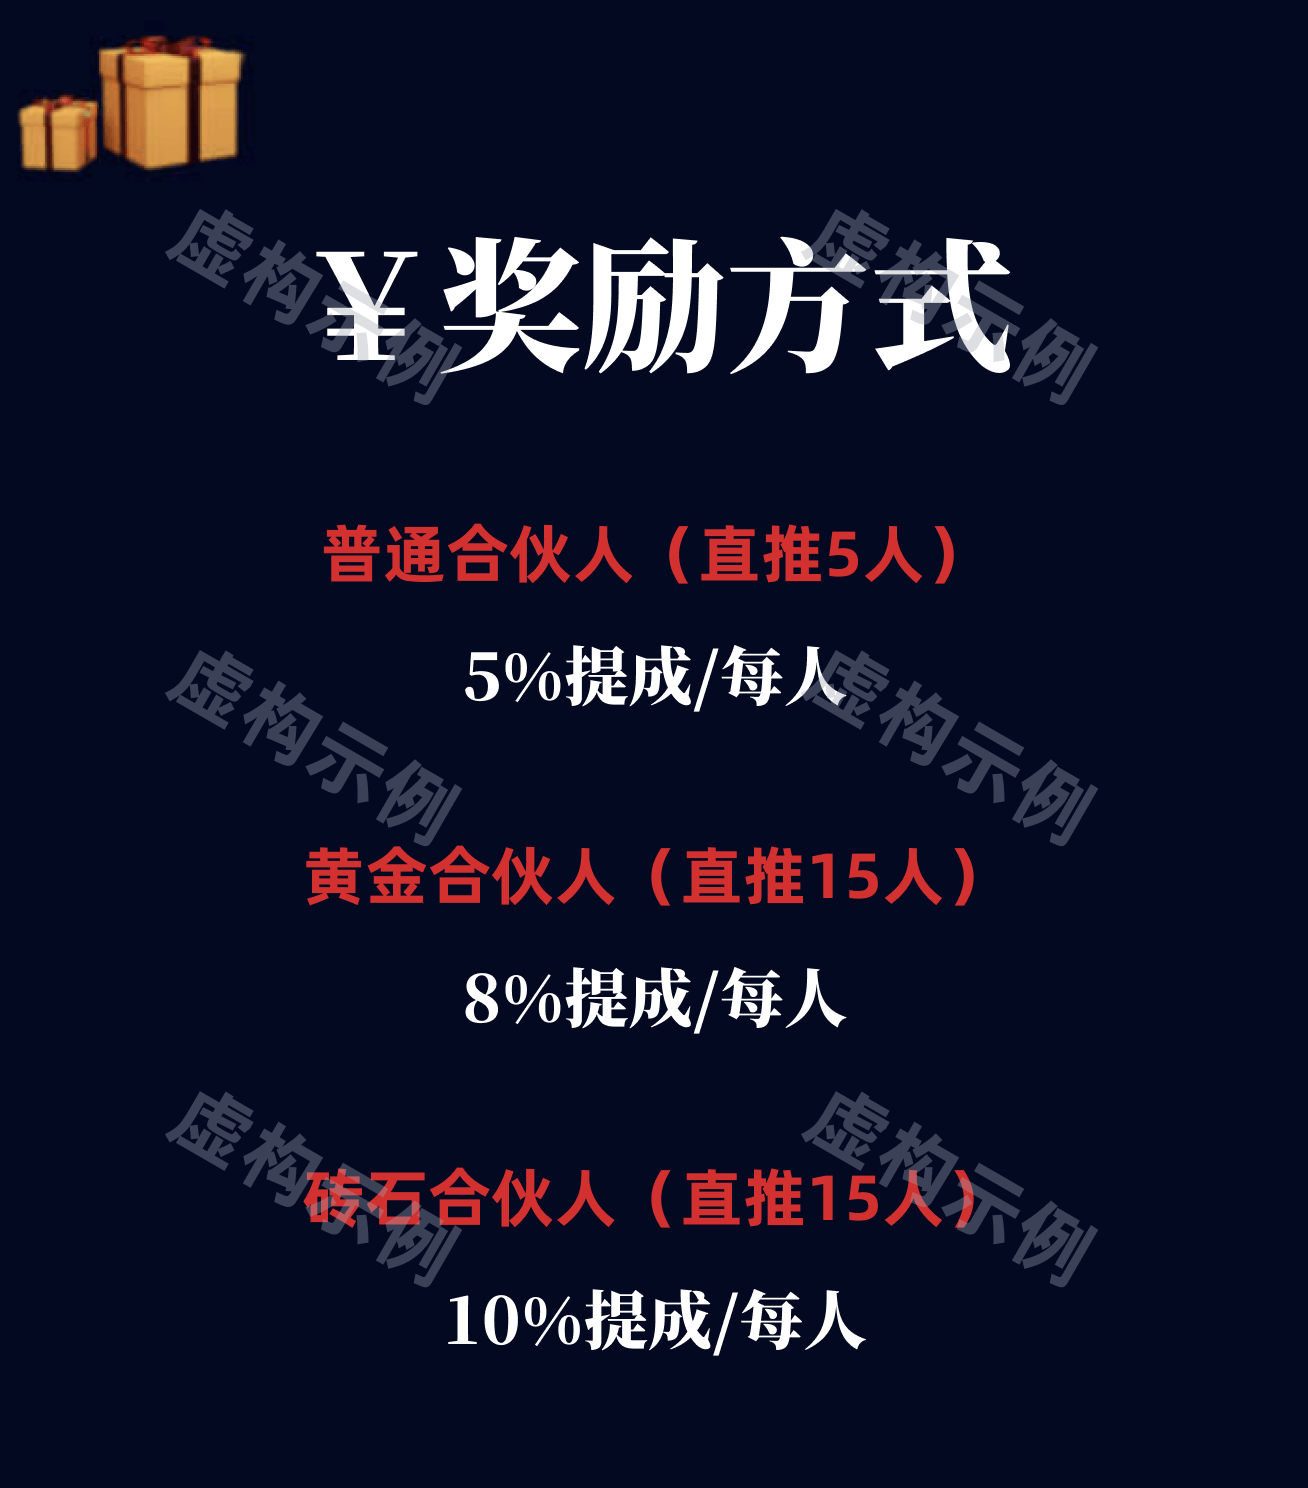 ¥奖励方式
普通合伙人（直推5人）
5%提成/每人
黄金合伙人（直推15人）
8%提成/每人
砖石合伙人（直推15人）
10%提成/每人
虚构示例
虚构示例
虚构示例
虚构示例
虚构示例
虚构示例